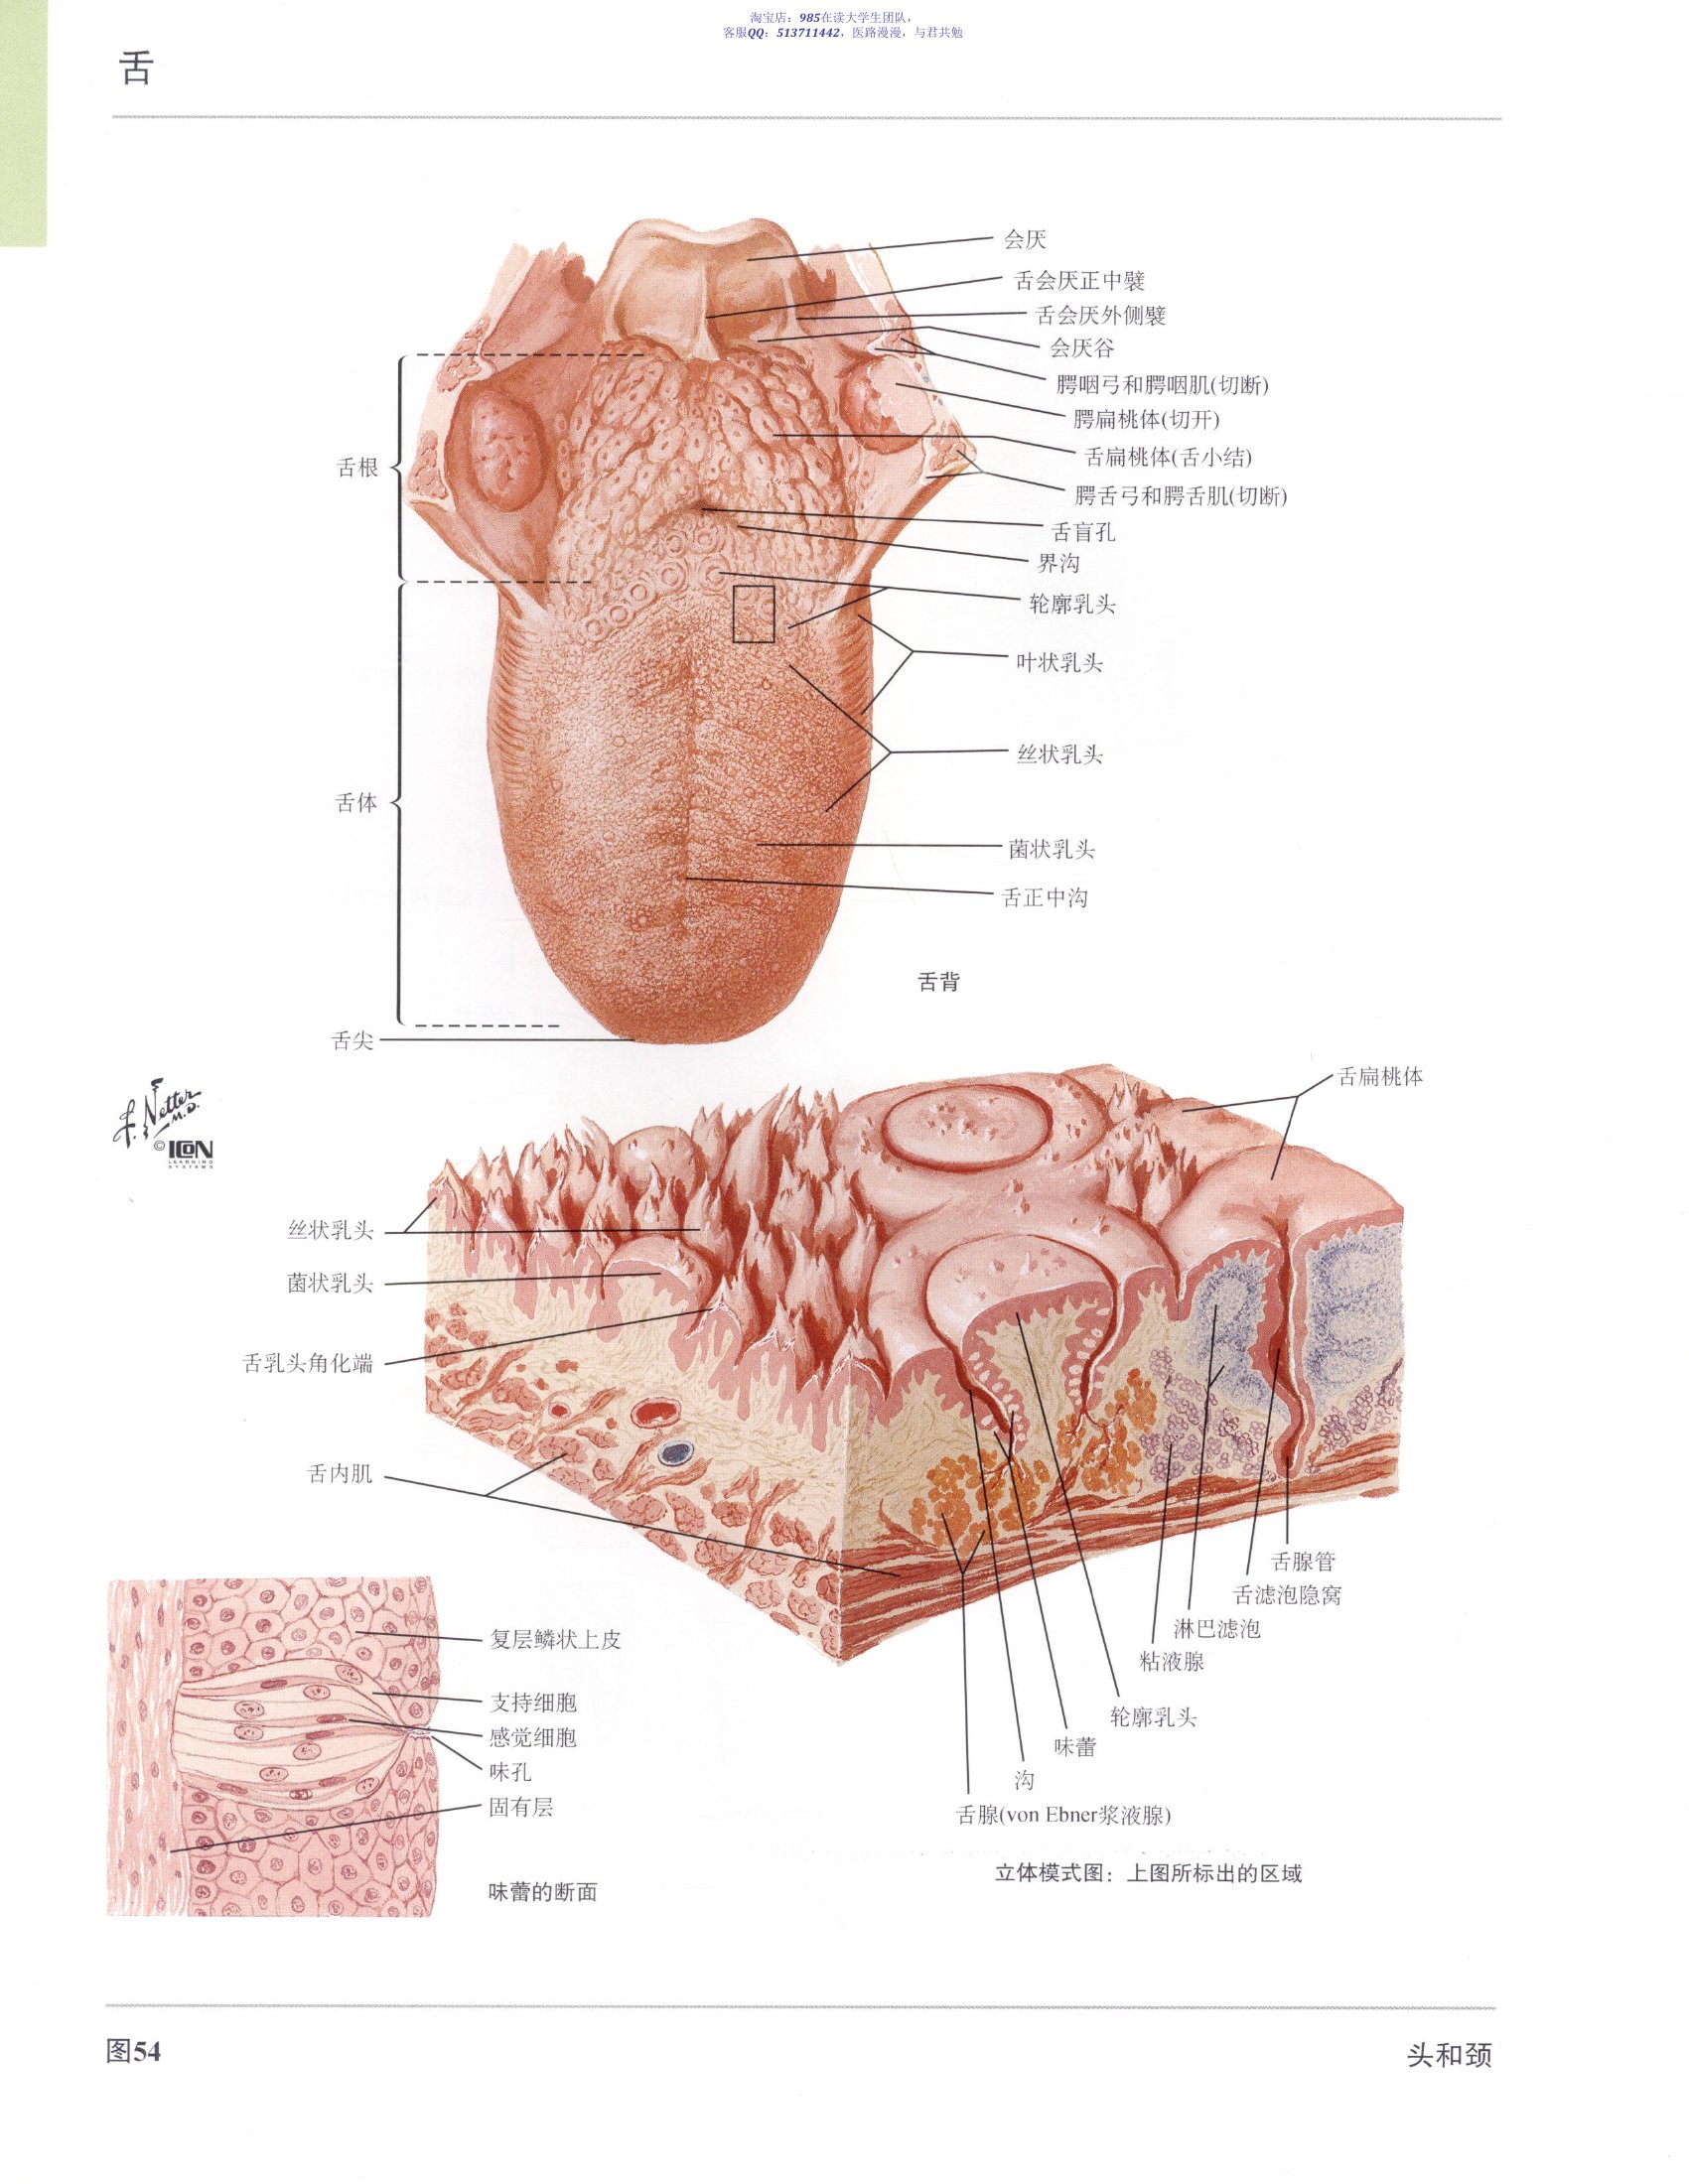 淘宝店：985在读大学生团队，
客服QQ：513711442，医路漫漫，与君共勉
舌
会厌
舌会厌正中襞
舌会厌外侧襞
会厌谷
腭咽弓和腭咽肌(切断)
腭扁桃体(切开)
舌扁桃体(舌小结)
腭舌弓和腭舌肌(切断)
舌盲孔
界沟
轮廓乳头
叶状乳头
丝状乳头
菌状乳头
舌正中沟
舌根
舌体
舌尖
舌背
F. Netter
M.D.
© ICON
LEARNING
SYSTEMS
舌扁桃体
丝状乳头
菌状乳头
舌乳头角化端
舌内肌
舌腺管
舌滤泡隐窝
淋巴滤泡
粘液腺
轮廓乳头
味蕾
沟
舌腺(von Ebner浆液腺)
立体模式图：上图所标出的区域
复层鳞状上皮
支持细胞
感觉细胞
味孔
固有层
味蕾的断面
图54
头和颈